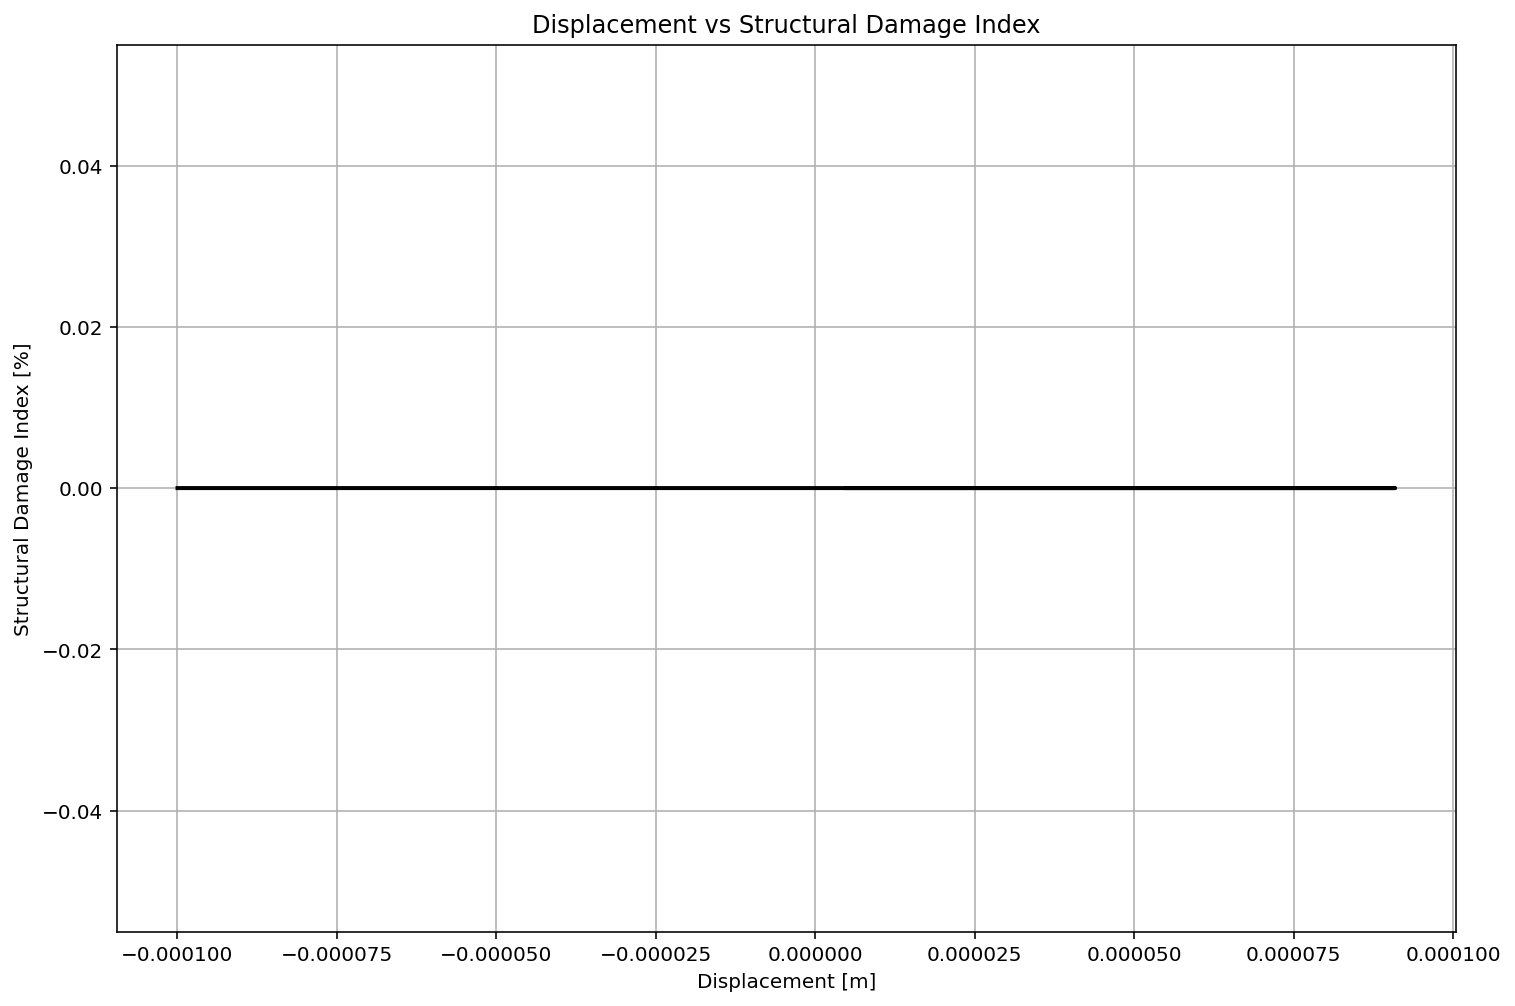 Displacement vs Structural Damage Index
Structural Damage Index [%]
0.04
0.02
0.00
−0.02
−0.04
−0.000100 −0.000075 −0.000050 −0.000025 0.000000 0.000025 0.000050 0.000075 0.000100
Displacement [m]